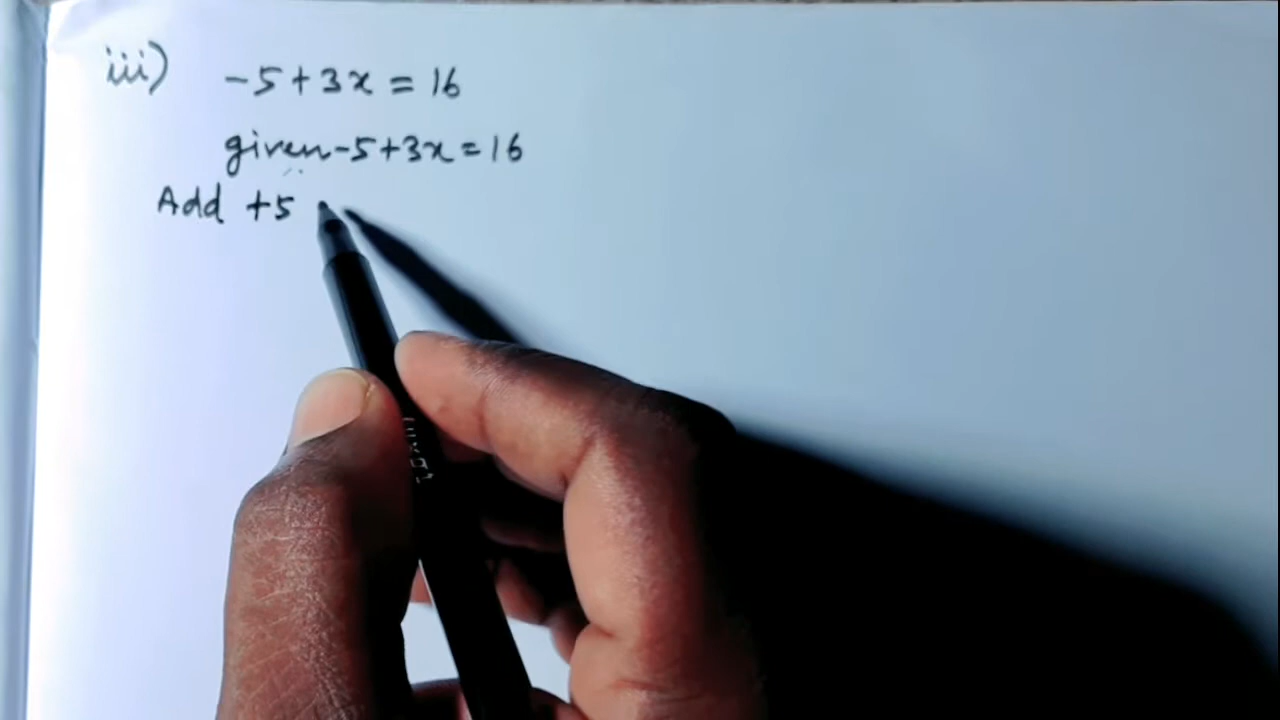 iii) -5+3x = 16
given -5+3x=16
Add +5